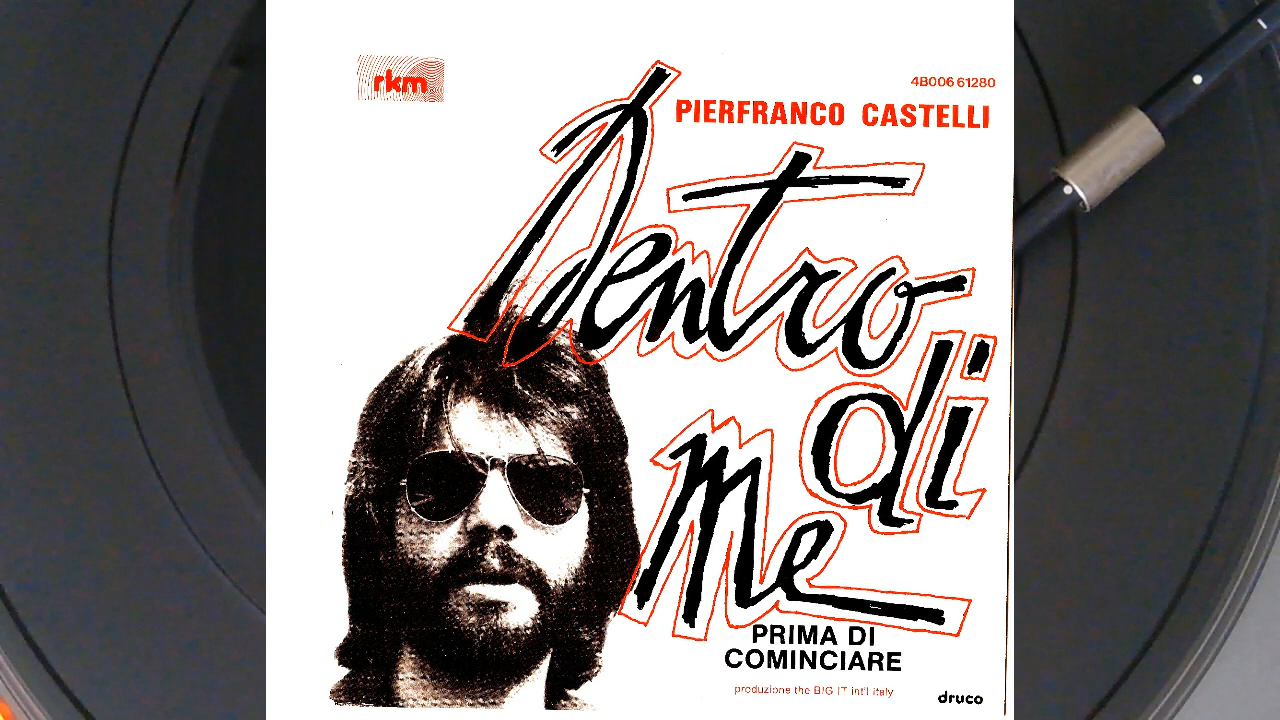 rkm
4B006 61280
PIERFRANCO CASTELLI
Dentro
di
Me
PRIMA DI
COMINCIARE
produzione the BIG IT int'l italy
druco